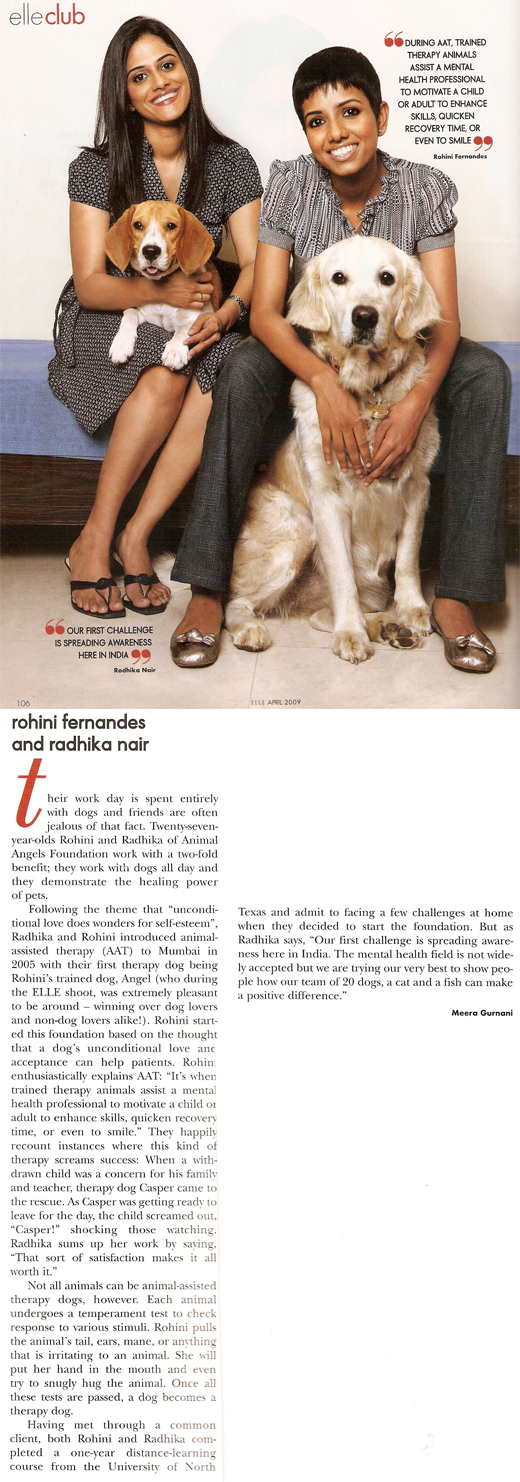 elleclub
DURING AAT, TRAINED
THERAPY ANIMALS
ASSIST A MENTAL
HEALTH PROFESSIONAL
TO MOTIVATE A CHILD
OR ADULT TO ENHANCE
SKILLS, QUICKEN
RECOVERY TIME, OR
EVEN TO SMILE
Rohini Fernandes
OUR FIRST CHALLENGE
IS SPREADING AWARENESS
HERE IN INDIA
Radhika Nair
106
ELLE APRIL 2009
rohini fernandes
and radhika nair
their work day is spent entirely
with dogs and friends are often
jealous of that fact. Twenty-seven-
year-olds Rohini and Radhika of Animal
Angels Foundation work with a two-fold
benefit; they work with dogs all day and
they demonstrate the healing power
of pets.
Following the theme that “uncondi-
tional love does wonders for self-esteem”,
Radhika and Rohini introduced animal-
assisted therapy (AAT) to Mumbai in
2005 with their first therapy dog being
Rohini's trained dog, Angel (who during
the ELLE shoot, was extremely pleasant
to be around – winning over dog lovers
and non-dog lovers alike!). Rohini start-
ed this foundation based on the thought
that a dog's unconditional love and
acceptance can help patients. Rohini
enthusiastically explains AAT: “It's when
trained therapy animals assist a mental
health professional to motivate a child or
adult to enhance skills, quicken recovery
time, or even to smile.” They happily
recount instances where this kind of
therapy screams success: When a with-
drawn child was a concern for his family
and teacher, therapy dog Casper came to
the rescue. As Casper was getting ready to
leave for the day, the child screamed out,
“Casper!” shocking those watching.
Radhika sums up her work by saying,
“That sort of satisfaction makes it all
worth it.”
Not all animals can be animal-assisted
therapy dogs, however. Each animal
undergoes a temperament test to check
response to various stimuli. Rohini pulls
the animal's tail, ears, mane, or anything
that is irritating to an animal. She will
put her hand in the mouth and even
try to snugly hug the animal. Once all
these tests are passed, a dog becomes a
therapy dog.
Having met through a common
client, both Rohini and Radhika com-
pleted a one-year distance-learning
course from the University of North
Texas and admit to facing a few challenges at home
when they decided to start the foundation. But as
Radhika says, “Our first challenge is spreading aware-
ness here in India. The mental health field is not wide-
ly accepted but we are trying our very best to show peo-
ple how our team of 20 dogs, a cat and a fish can make
a positive difference.”
Meera Gurnani